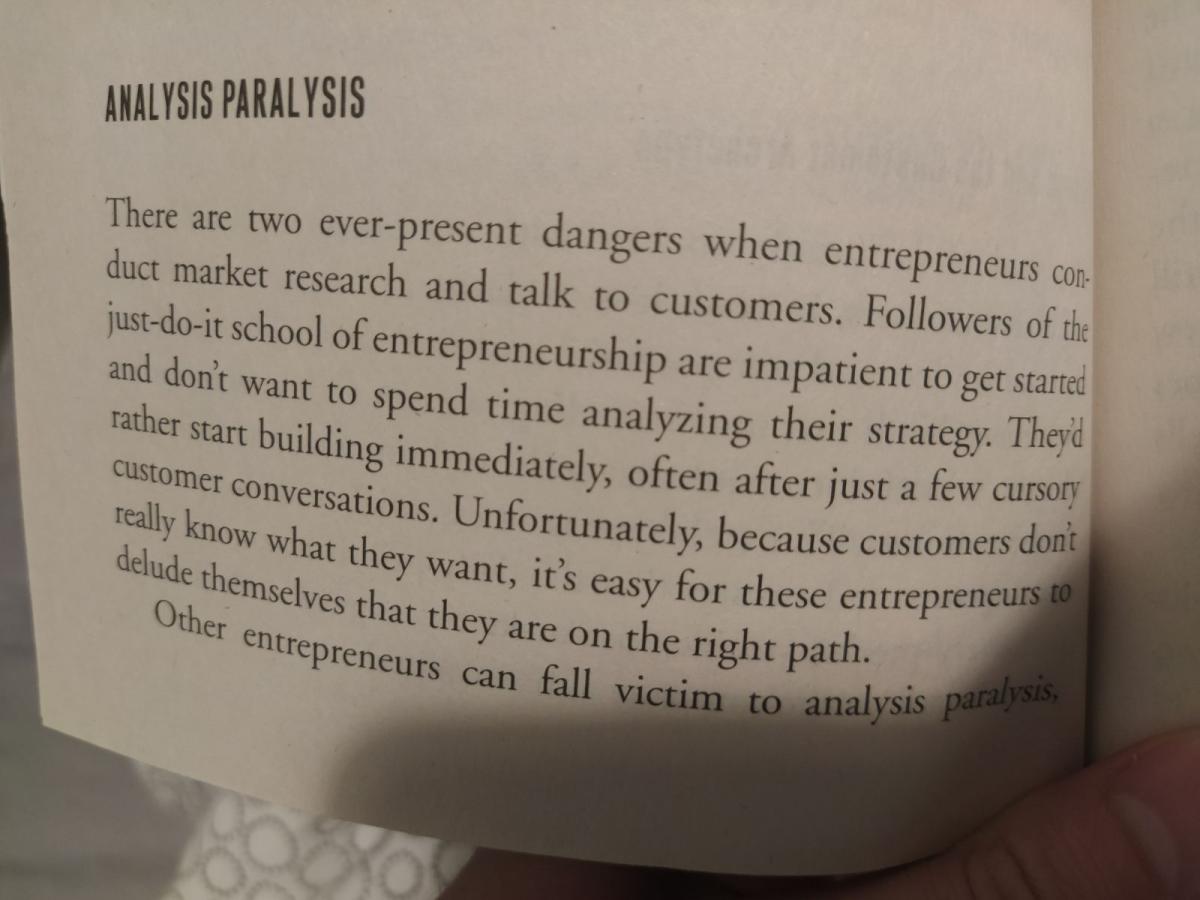 ANALYSIS PARALYSIS
There are two ever-present dangers when entrepreneurs con-
duct market research and talk to customers. Followers of the
just-do-it school of entrepreneurship are impatient to get started
and don't want to spend time analyzing their strategy. They'd
rather start building immediately, often after just a few cursory
customer conversations. Unfortunately, because customers don't
really know what they want, it's easy for these entrepreneurs to
delude themselves that they are on the right path.
Other entrepreneurs can fall victim to analysis paralysis,